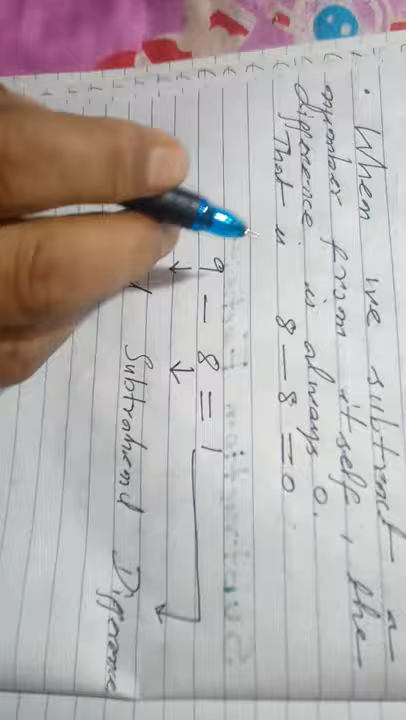 • When we subtract a
number from itself, the
difference is always 0.
That is 8 - 8 = 0
9 - 8 = 1
↓ ↓
Subtrahend Difference